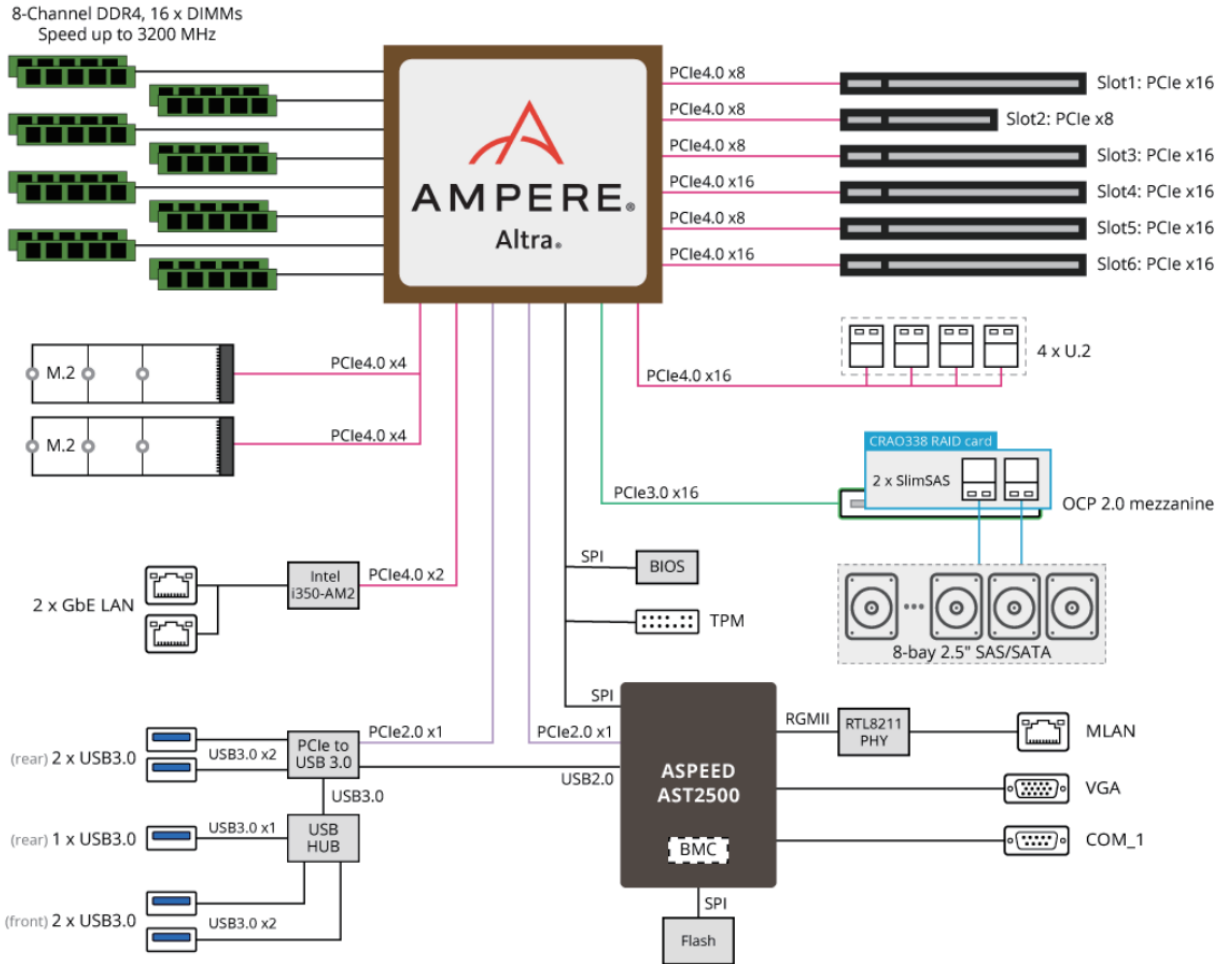 8-Channel DDR4, 16 x DIMMs
Speed up to 3200 MHz
AMPERE®
Altra®
PCIe4.0 x8
Slot1: PCIe x16
PCIe4.0 x8
Slot2: PCIe x8
PCIe4.0 x8
Slot3: PCIe x16
PCIe4.0 x16
Slot4: PCIe x16
PCIe4.0 x8
Slot5: PCIe x16
PCIe4.0 x16
Slot6: PCIe x16
M.2
PCIe4.0 x4
M.2
PCIe4.0 x4
PCIe4.0 x16
4 x U.2
CRAO338 RAID card
2 x SlimSAS
PCIe3.0 x16
OCP 2.0 mezzanine
8-bay 2.5" SAS/SATA
2 x GbE LAN
Intel
i350-AM2
PCIe4.0 x2
SPI
BIOS
TPM
SPI
(rear) 2 x USB3.0
USB3.0 x2
PCIe to
USB 3.0
PCIe2.0 x1
PCIe2.0 x1
USB2.0
USB3.0
(rear) 1 x USB3.0
USB3.0 x1
USB
HUB
(front) 2 x USB3.0
USB3.0 x2
ASPEED
AST2500
BMC
SPI
Flash
RGMII
RTL8211
PHY
MLAN
VGA
COM_1